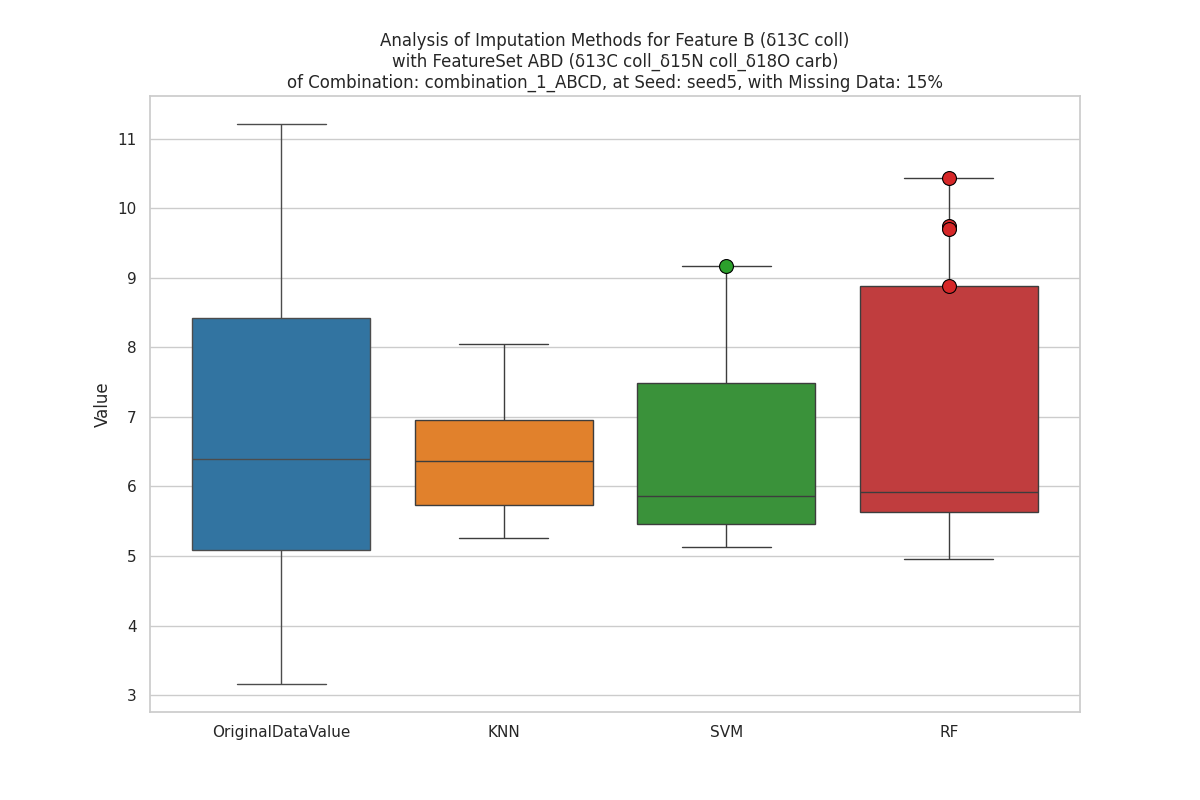 Analysis of Imputation Methods for Feature B (δ13C coll)
with FeatureSet ABD (δ13C coll_δ15N coll_δ18O carb)
of Combination: combination_1_ABCD, at Seed: seed5, with Missing Data: 15%
11
10
9
8
7
6
5
4
3
Value
OriginalDataValue
KNN
SVM
RF